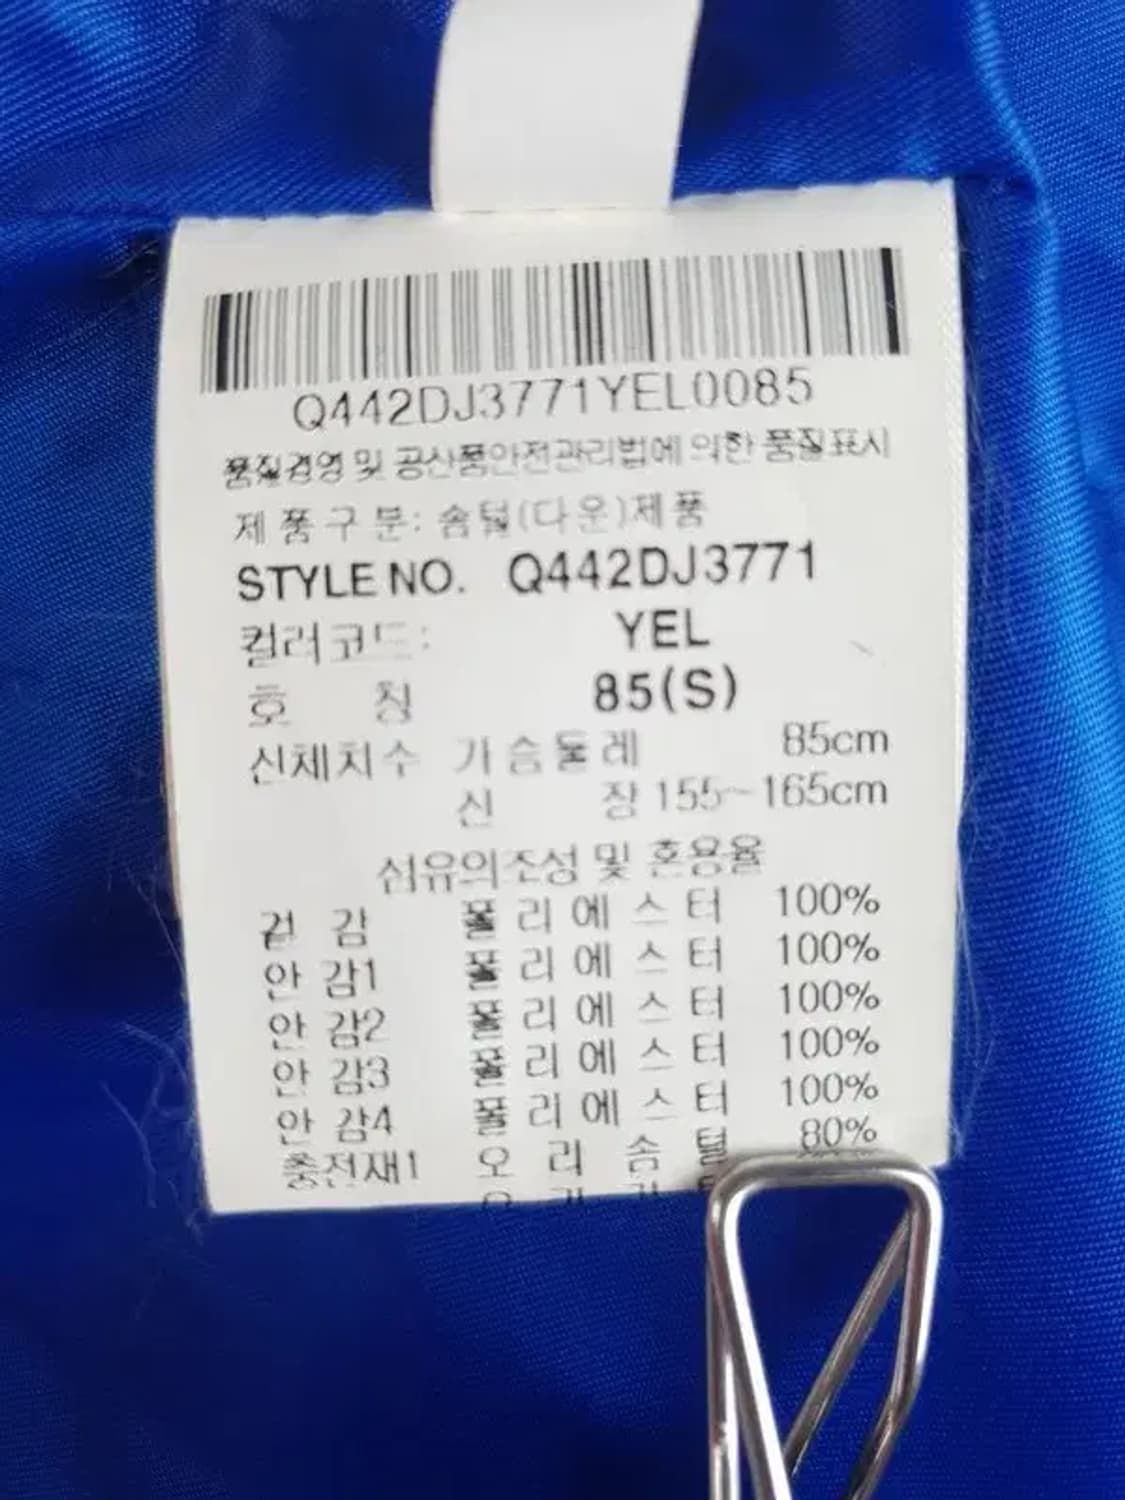 Q442DJ3771YEL0085
품질경영 및 공산품안전관리법에 의한 품질표시
제품구분: 솜털(다운)제품
STYLE NO. Q442DJ3771
컬러코드: YEL
호 칭 85(S)
신체치수 가슴둘레 85cm
신 장 155~165cm
섬유의조성 및 혼용율
겉 감 폴리에스터 100%
안 감1 폴리에스터 100%
안 감2 폴리에스터 100%
안 감3 폴리에스터 100%
안 감4 폴리에스터 100%
충전재1 오리솜털 80%